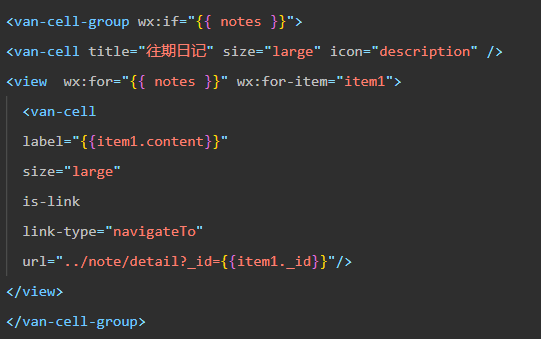 <van-cell-group wx:if="{{ notes }}">
<van-cell title="往期日记" size="large" icon="description" />
<view  wx:for="{{ notes }}" wx:for-item="item1">
  <van-cell
  label="{{item1.content}}"
  size="large"
  is-link
  link-type="navigateTo"
  url="../note/detail?_id={{item1._id}}"/>
</view>
</van-cell-group>